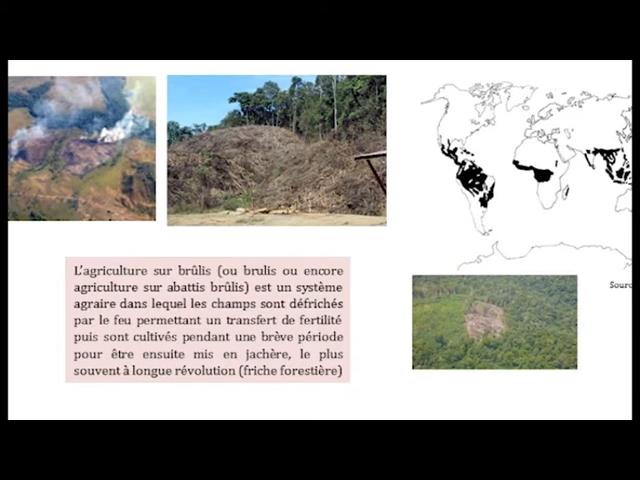 L'agriculture sur brûlis (ou brulis ou encore
agriculture sur abattis brûlis) est un système
agraire dans lequel les champs sont défrichés
par le feu permettant un transfert de fertilité
puis sont cultivés pendant une brève période
pour être ensuite mis en jachère, le plus
souvent à longue révolution (friche forestière)
Sourc